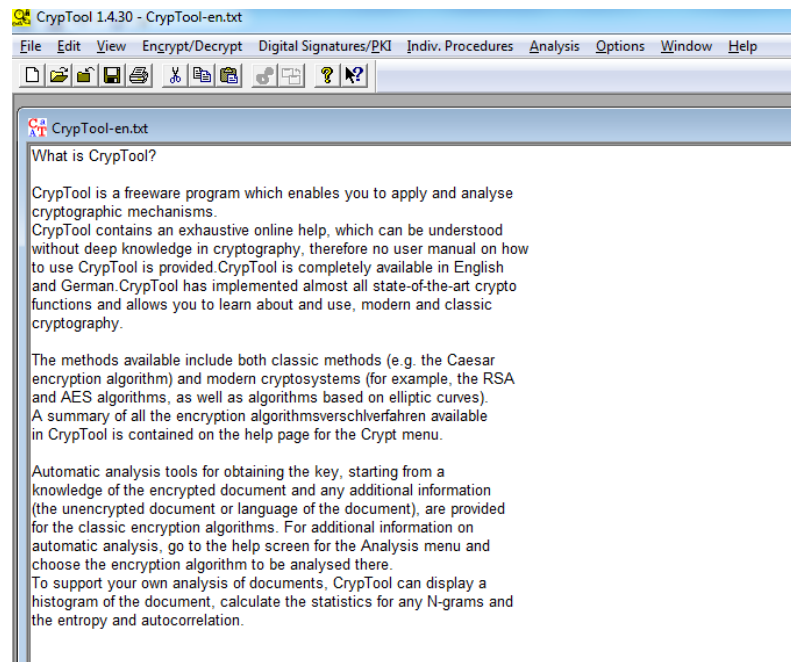 CrypTool 1.4.30 - CrypTool-en.txt
File Edit View Encrypt/Decrypt Digital Signatures/PKI Indiv. Procedures Analysis Options Window Help
CrypTool-en.txt
What is CrypTool?
CrypTool is a freeware program which enables you to apply and analyse
cryptographic mechanisms.
CrypTool contains an exhaustive online help, which can be understood
without deep knowledge in cryptography, therefore no user manual on how
to use CrypTool is provided.CrypTool is completely available in English
and German.CrypTool has implemented almost all state-of-the-art crypto
functions and allows you to learn about and use, modern and classic
cryptography.
The methods available include both classic methods (e.g. the Caesar
encryption algorithm) and modern cryptosystems (for example, the RSA
and AES algorithms, as well as algorithms based on elliptic curves).
A summary of all the encryption algorithmsverschlverfahren available
in CrypTool is contained on the help page for the Crypt menu.
Automatic analysis tools for obtaining the key, starting from a
knowledge of the encrypted document and any additional information
(the unencrypted document or language of the document), are provided
for the classic encryption algorithms. For additional information on
automatic analysis, go to the help screen for the Analysis menu and
choose the encryption algorithm to be analysed there.
To support your own analysis of documents, CrypTool can display a
histogram of the document, calculate the statistics for any N-grams and
the entropy and autocorrelation.